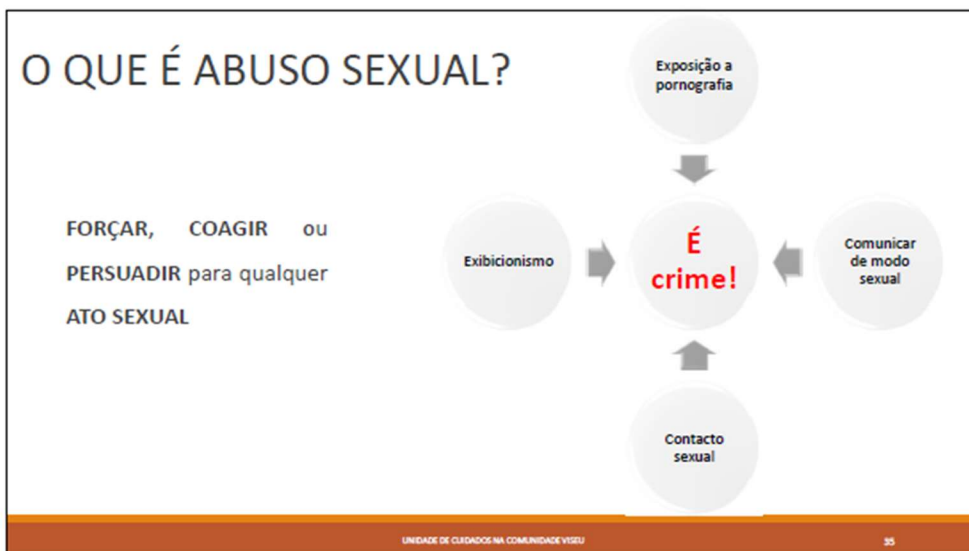 O QUE É ABUSO SEXUAL?
FORÇAR, COAGIR ou
PERSUADIR para qualquer
ATO SEXUAL
Exposição a
pornografia
Exibicionismo
É
crime!
Comunicar
de modo
sexual
Contacto
sexual
UNIDADE DE CUIDADOS NA COMUNIDADE VISEU
35